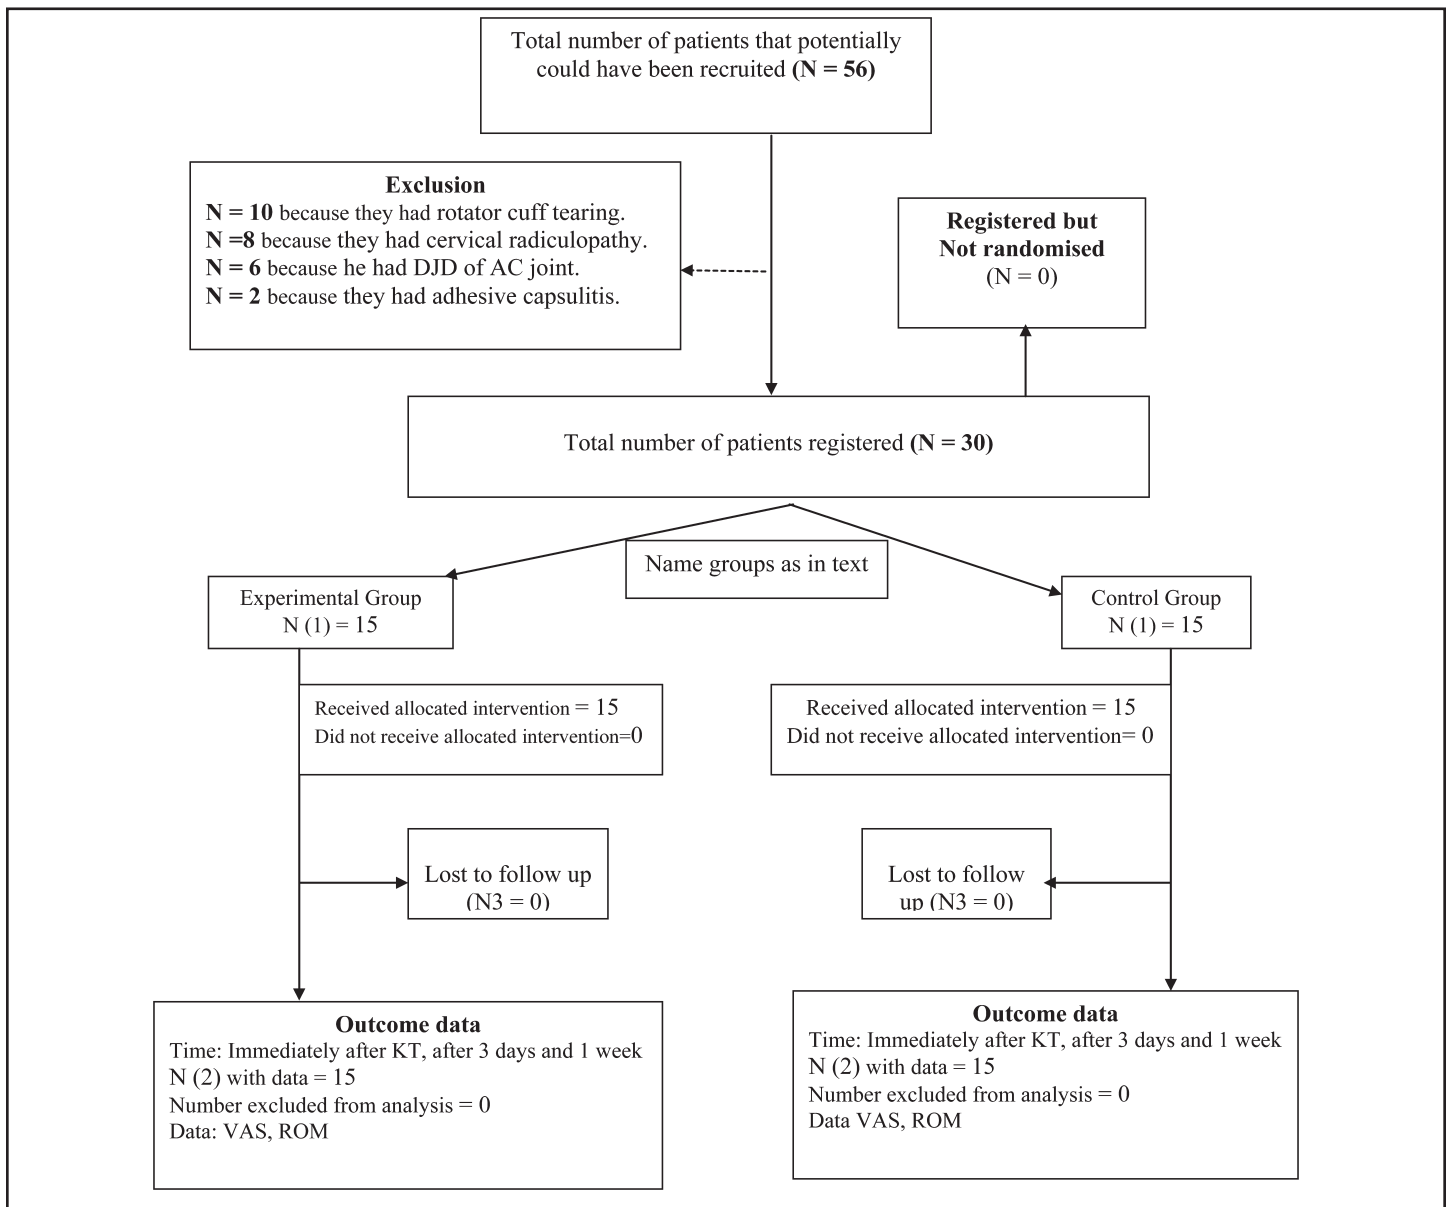 Total number of patients that potentially
could have been recruited (N = 56)
Exclusion
N = 10 because they had rotator cuff tearing.
N =8 because they had cervical radiculopathy.
N = 6 because he had DJD of AC joint.
N = 2 because they had adhesive capsulitis.
Registered but
Not randomised
(N = 0)
Total number of patients registered (N = 30)
Name groups as in text
Experimental Group
N (1) = 15
Control Group
N (1) = 15
Received allocated intervention = 15
Did not receive allocated intervention=0
Received allocated intervention = 15
Did not receive allocated intervention= 0
Lost to follow up
(N3 = 0)
Lost to follow
up (N3 = 0)
Outcome data
Time: Immediately after KT, after 3 days and 1 week
N (2) with data = 15
Number excluded from analysis = 0
Data: VAS, ROM
Outcome data
Time: Immediately after KT, after 3 days and 1 week
N (2) with data = 15
Number excluded from analysis = 0
Data VAS, ROM